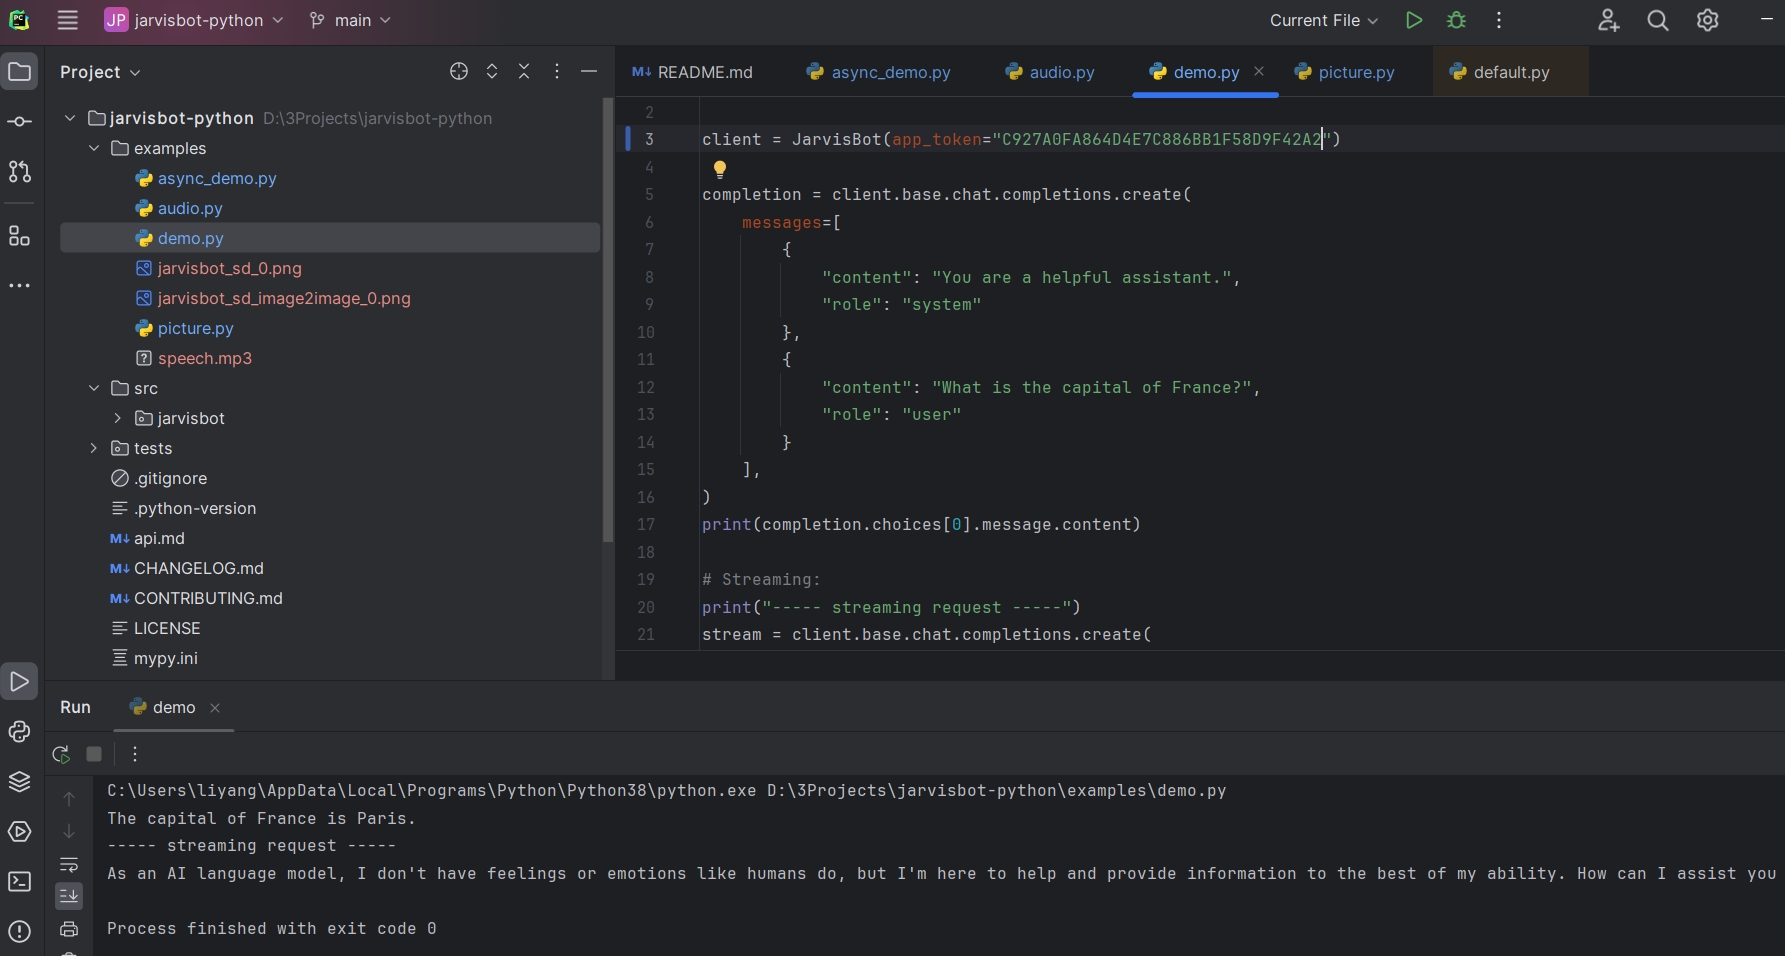 JP jarvisbot-python main Current File
Project
README.md async_demo.py audio.py demo.py picture.py default.py
jarvisbot-python D:\3Projects\jarvisbot-python
examples
async_demo.py
audio.py
demo.py
jarvisbot_sd_0.png
jarvisbot_sd_image2image_0.png
picture.py
speech.mp3
src
jarvisbot
tests
.gitignore
.python-version
api.md
CHANGELOG.md
CONTRIBUTING.md
LICENSE
mypy.ini
2
3 client = JarvisBot(app_token="C927A0FA864D4E7C886BB1F58D9F42A2")
4
5 completion = client.base.chat.completions.create(
6 messages=[
7 {
8 "content": "You are a helpful assistant.",
9 "role": "system"
10 },
11 {
12 "content": "What is the capital of France?",
13 "role": "user"
14 }
15 ],
16 )
17 print(completion.choices[0].message.content)
18
19 # Streaming:
20 print("----- streaming request -----")
21 stream = client.base.chat.completions.create(
Run demo
C:\Users\liyang\AppData\Local\Programs\Python\Python38\python.exe D:\3Projects\jarvisbot-python\examples\demo.py
The capital of France is Paris.
----- streaming request -----
As an AI language model, I don't have feelings or emotions like humans do, but I'm here to help and provide information to the best of my ability. How can I assist you
Process finished with exit code 0